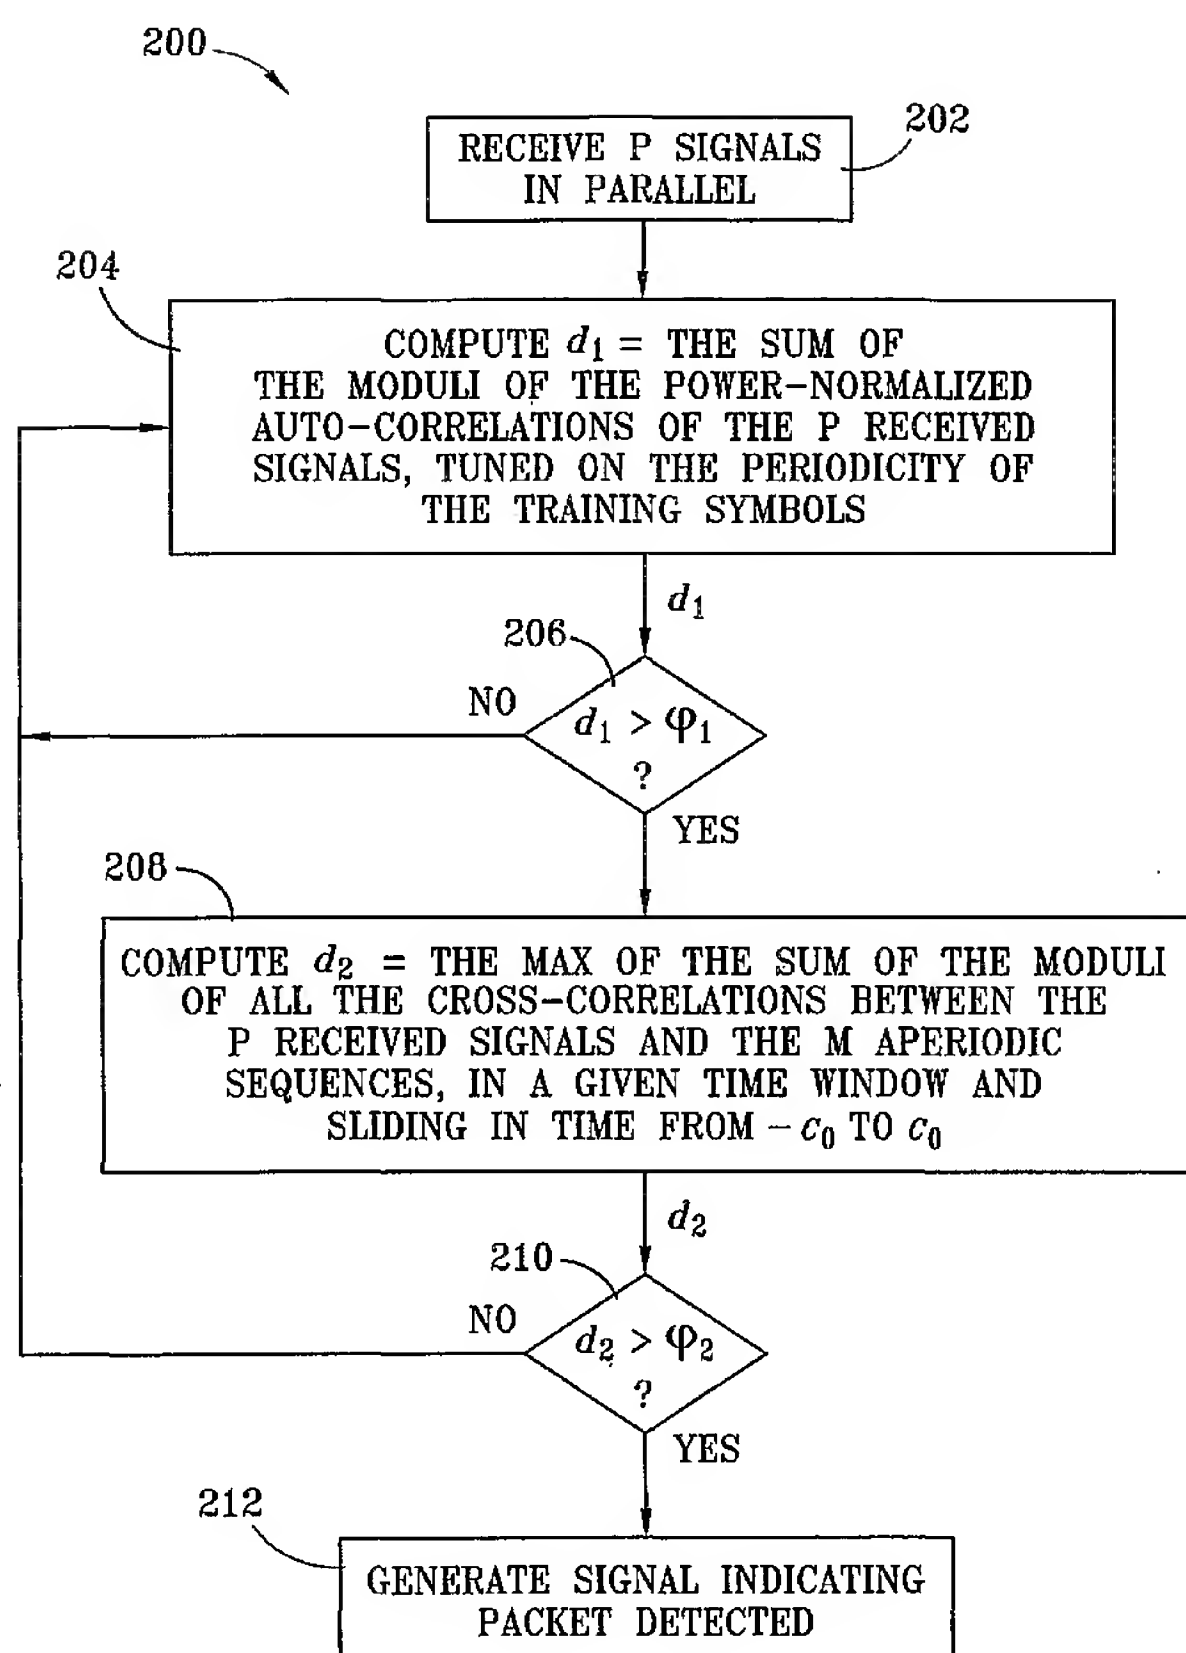 200
202
RECEIVE P SIGNALS
IN PARALLEL
204
COMPUTE d1 = THE SUM OF
THE MODULI OF THE POWER-NORMALIZED
AUTO-CORRELATIONS OF THE P RECEIVED
SIGNALS, TUNED ON THE PERIODICITY OF
THE TRAINING SYMBOLS
d1
206
NO
d1 > φ1
?
YES
208
COMPUTE d2 = THE MAX OF THE SUM OF THE MODULI
OF ALL THE CROSS-CORRELATIONS BETWEEN THE
P RECEIVED SIGNALS AND THE M APERIODIC
SEQUENCES, IN A GIVEN TIME WINDOW AND
SLIDING IN TIME FROM -c0 TO c0
d2
210
NO
d2 > φ2
?
YES
212
GENERATE SIGNAL INDICATING
PACKET DETECTED